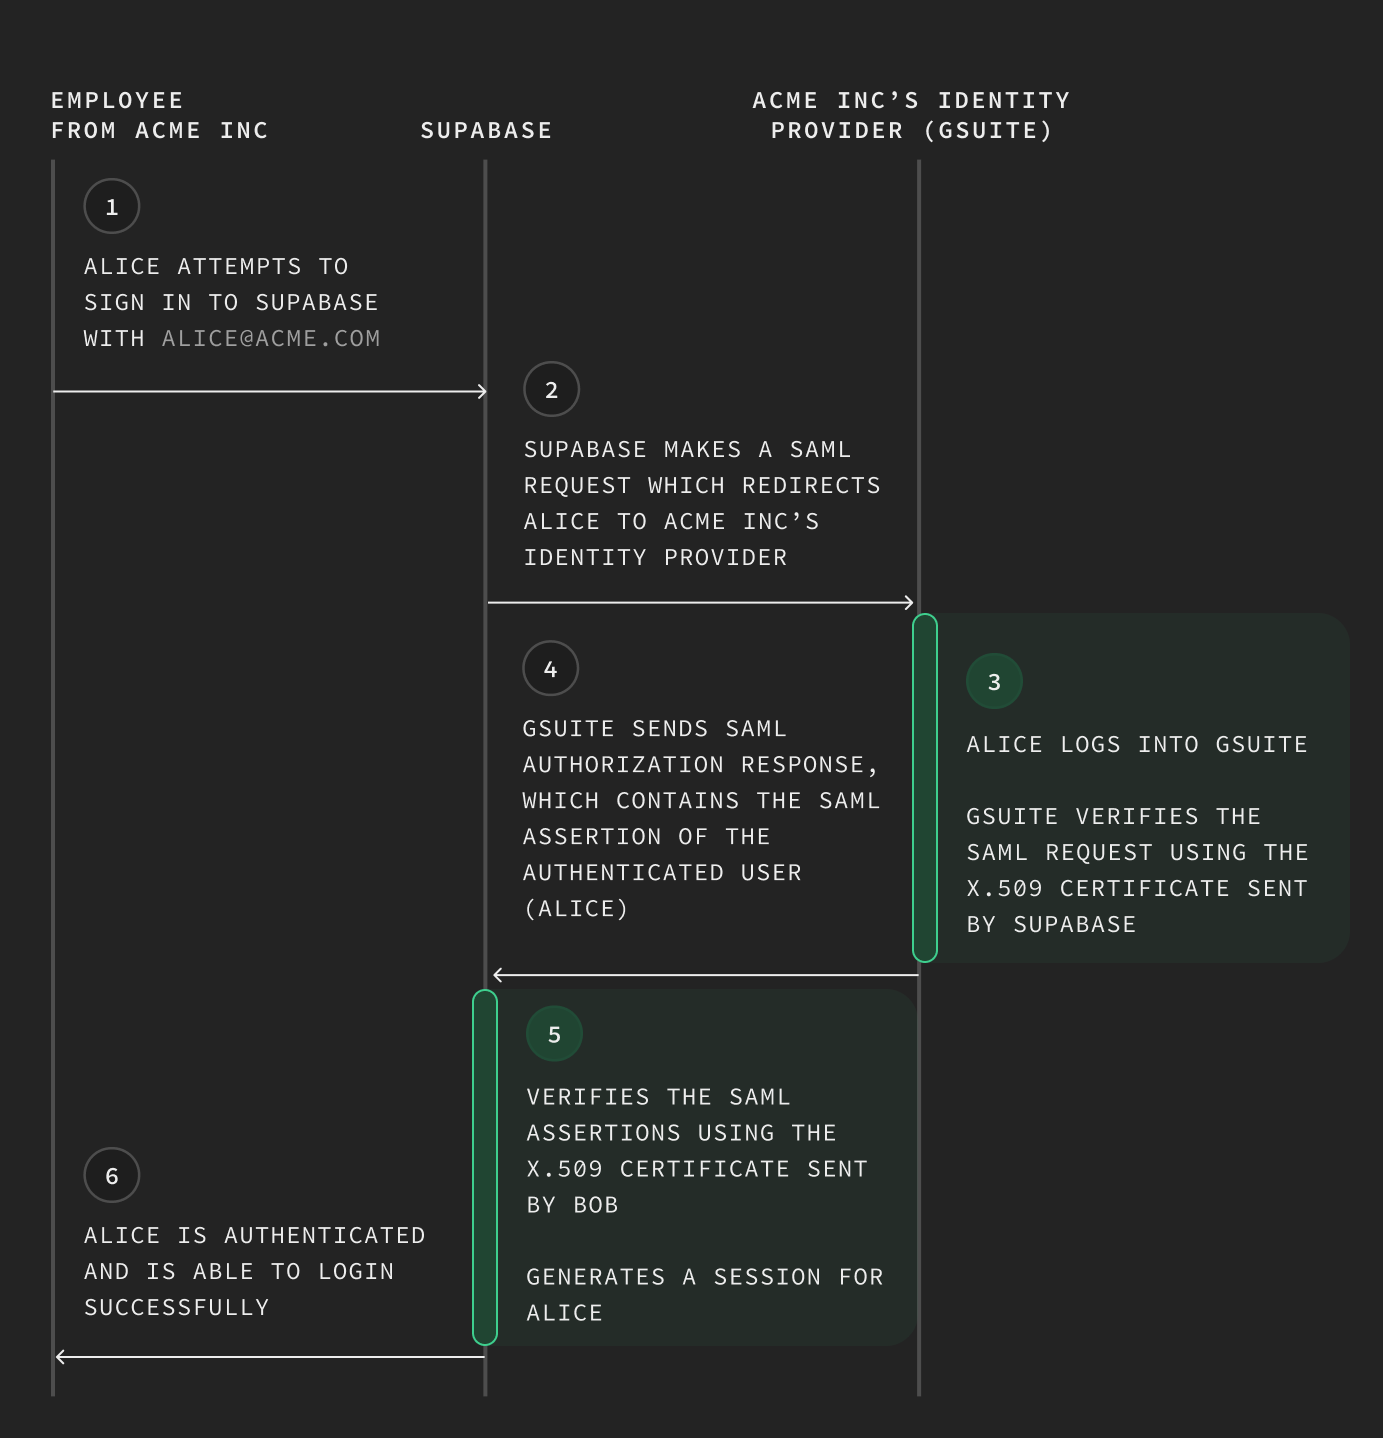 EMPLOYEE
FROM ACME INC
SUPABASE
ACME INC’S IDENTITY
PROVIDER (GSUITE)
1
ALICE ATTEMPTS TO
SIGN IN TO SUPABASE
WITH ALICE@ACME.COM
2
SUPABASE MAKES A SAML
REQUEST WHICH REDIRECTS
ALICE TO ACME INC’S
IDENTITY PROVIDER
3
ALICE LOGS INTO GSUITE
GSUITE VERIFIES THE
SAML REQUEST USING THE
X.509 CERTIFICATE SENT
BY SUPABASE
4
GSUITE SENDS SAML
AUTHORIZATION RESPONSE,
WHICH CONTAINS THE SAML
ASSERTION OF THE
AUTHENTICATED USER
(ALICE)
5
VERIFIES THE SAML
ASSERTIONS USING THE
X.509 CERTIFICATE SENT
BY BOB
GENERATES A SESSION FOR
ALICE
6
ALICE IS AUTHENTICATED
AND IS ABLE TO LOGIN
SUCCESSFULLY